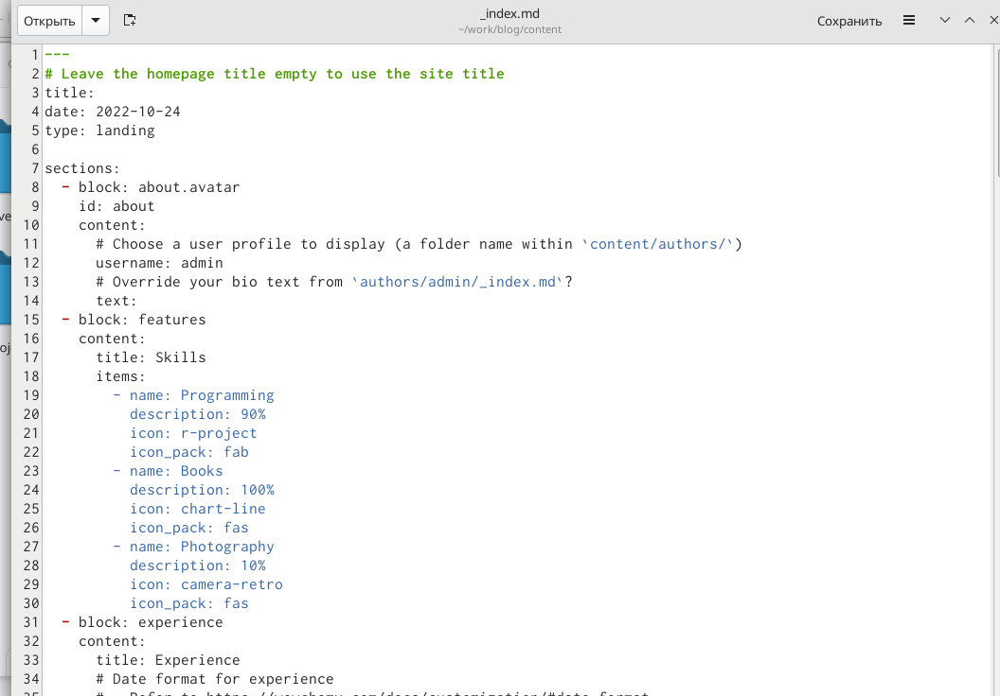 Открыть
_index.md
~/work/blog/content
Сохранить
1 ---
2 # Leave the homepage title empty to use the site title
3 title:
4 date: 2022-10-24
5 type: landing
6
7 sections:
8   - block: about.avatar
9     id: about
10     content:
11       # Choose a user profile to display (a folder name within `content/authors/`)
12       username: admin
13       # Override your bio text from `authors/admin/_index.md`?
14       text:
15   - block: features
16     content:
17       title: Skills
18       items:
19         - name: Programming
20           description: 90%
21           icon: r-project
22           icon_pack: fab
23         - name: Books
24           description: 100%
25           icon: chart-line
26           icon_pack: fas
27         - name: Photography
28           description: 10%
29           icon: camera-retro
30           icon_pack: fas
31   - block: experience
32     content:
33       title: Experience
34       # Date format for experience